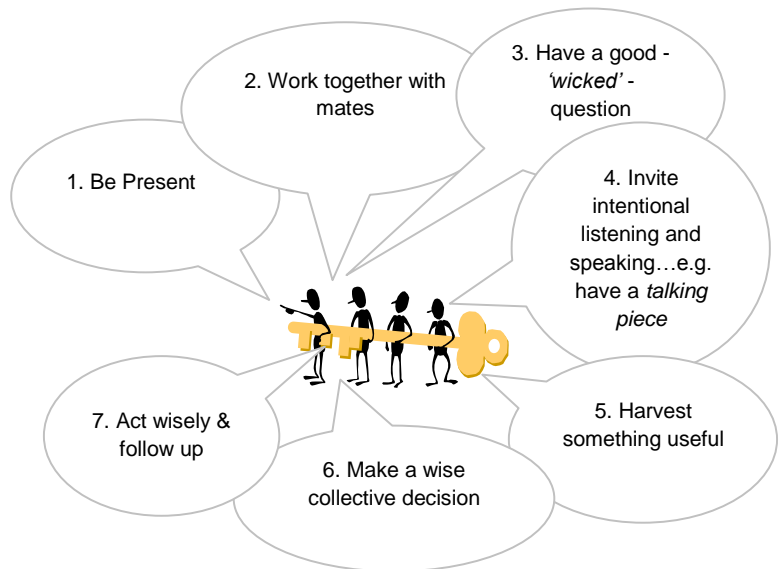 1. Be Present
2. Work together with
mates
3. Have a good -
‘wicked’ -
question
4. Invite
intentional
listening and
speaking…e.g.
have a talking
piece
5. Harvest
something useful
6. Make a wise
collective decision
7. Act wisely &
follow up